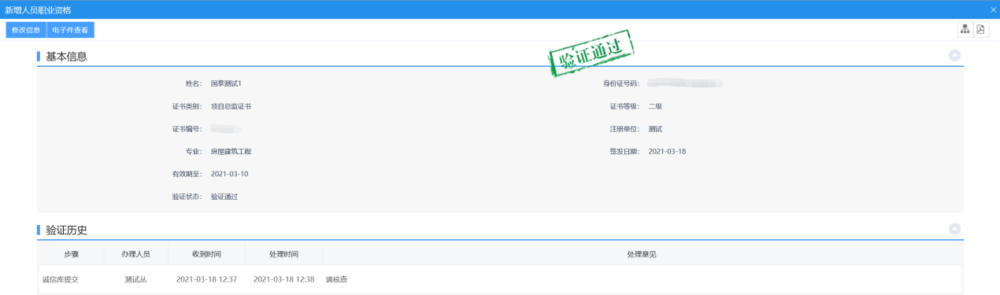 新增人员职业资格
修改信息 电子件查看
基本信息
验证通过
姓名： 国泰测试1 身份证号码：
证书类别： 项目总监证书 证书等级： 二级
证书编号： 注册单位： 测试
专业： 房屋建筑工程 签发日期： 2021-03-18
有效期至： 2021-03-10
验证状态： 验证通过
验证历史
步骤 办理人员 收到时间 处理时间 处理意见
诚信库提交 测试丛 2021-03-18 12:37 2021-03-18 12:38 请核查